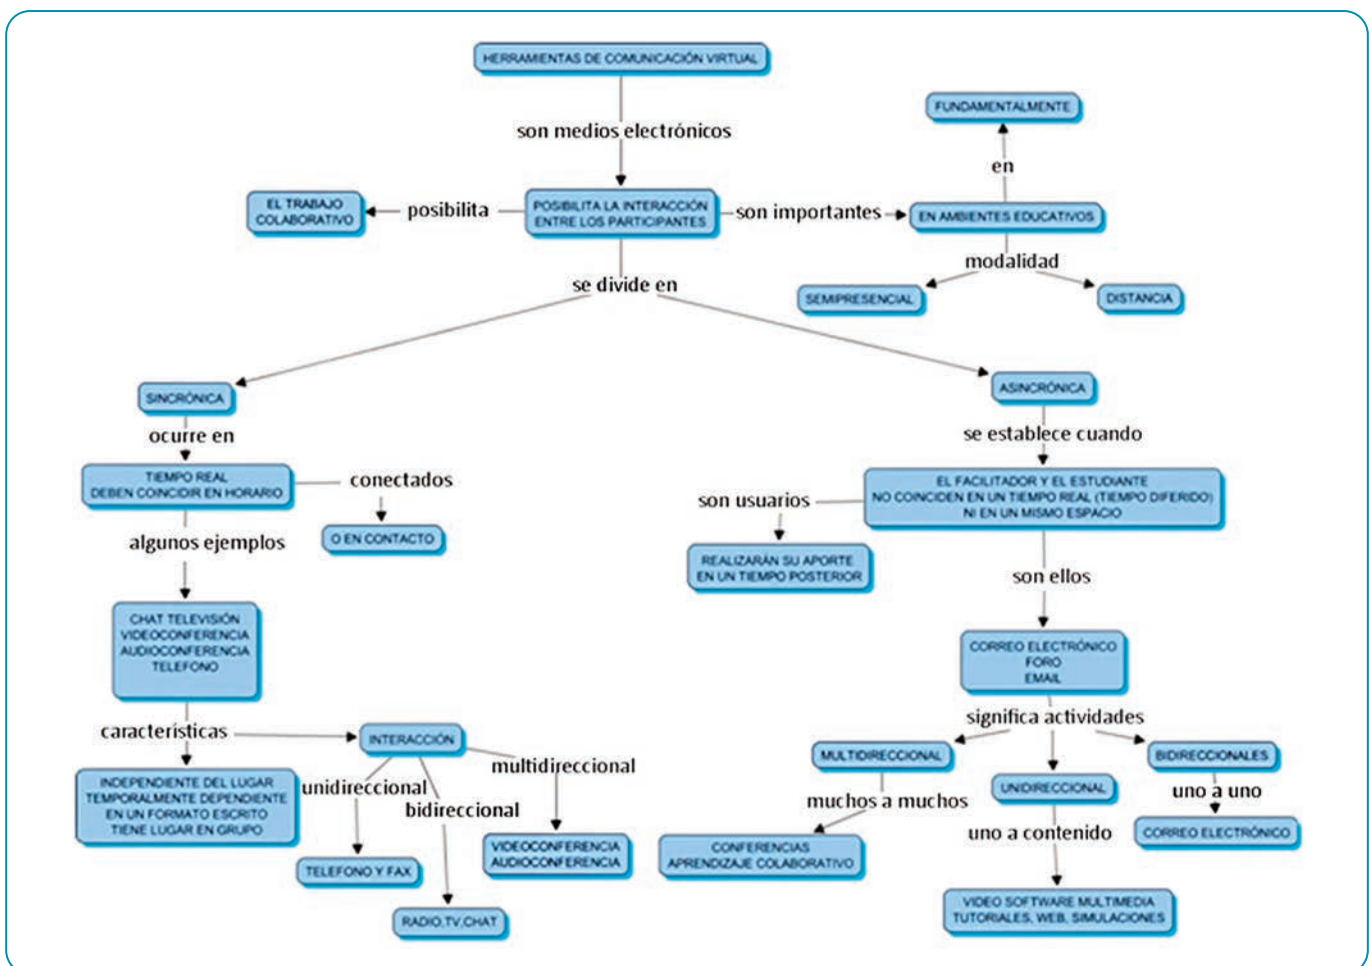 HERRAMIENTAS DE COMUNICACIÓN VIRTUAL
FUNDAMENTALMENTE
son medios electrónicos
en
EL TRABAJO
COLABORATIVO
posibilita
POSIBILITA LA INTERACCIÓN
ENTRE LOS PARTICIPANTES
son importantes
EN AMBIENTES EDUCATIVOS
modalidad
se divide en
SEMIPRESENCIAL
DISTANCIA
SINCRÓNICA
ocurre en
TIEMPO REAL
DEBEN COINCIDIR EN HORARIO
conectados
O EN CONTACTO
algunos ejemplos
CHAT TELEVISIÓN
VIDEOCONFERENCIA
AUDIOCONFERENCIA
TELEFONO
características
INTERACCIÓN
INDEPENDIENTE DEL LUGAR
TEMPORALMENTE DEPENDIENTE
EN UN FORMATO ESCRITO
TIENE LUGAR EN GRUPO
unidireccional
bidireccional
multidireccional
TELEFONO Y FAX
RADIO,TV,CHAT
VIDEOCONFERENCIA
AUDIOCONFERENCIA
ASINCRÓNICA
se establece cuando
EL FACILITADOR Y EL ESTUDIANTE
NO COINCIDEN EN UN TIEMPO REAL (TIEMPO DIFERIDO)
NI EN UN MISMO ESPACIO
son usuarios
REALIZARÁN SU APORTE
EN UN TIEMPO POSTERIOR
son ellos
CORREO ELECTRÓNICO
FORO
EMAIL
significa actividades
MULTIDIRECCIONAL
muchos a muchos
CONFERENCIAS
APRENDIZAJE COLABORATIVO
UNIDIRECCIONAL
uno a contenido
VIDEO SOFTWARE MULTIMEDIA
TUTORIALES, WEB, SIMULACIONES
BIDIRECCIONALES
uno a uno
CORREO ELECTRÓNICO